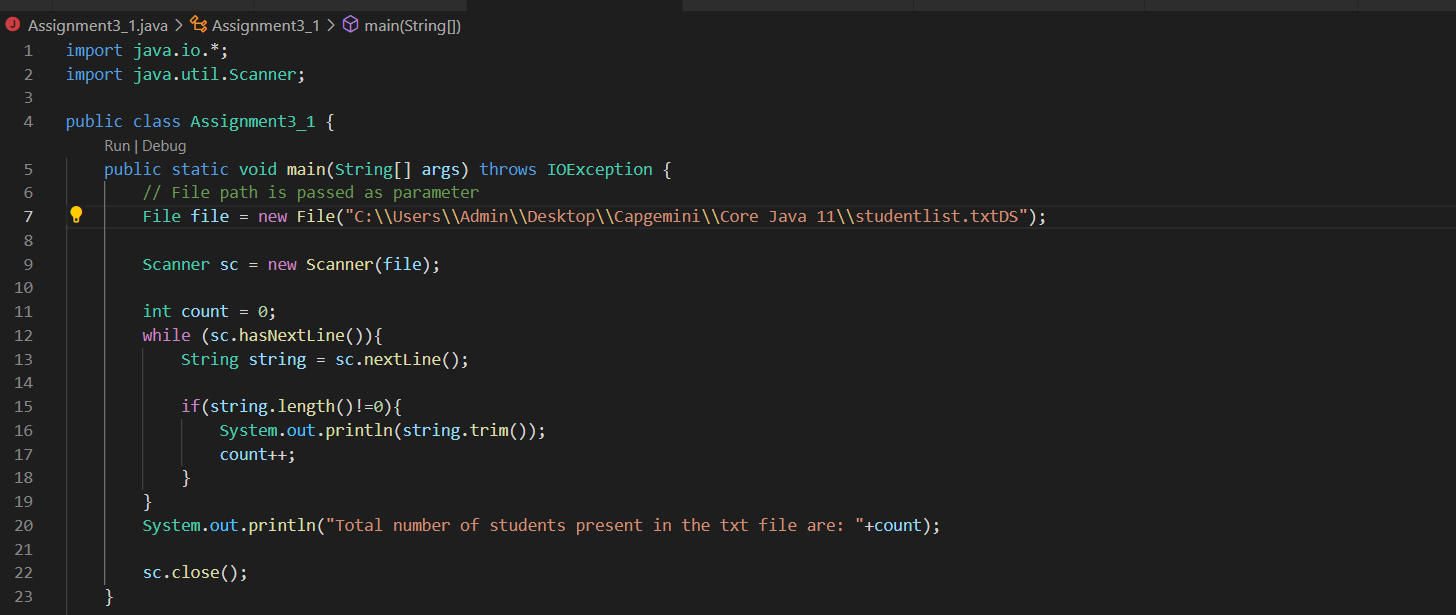 Assignment3_1.java > Assignment3_1 > main(String[])
1 import java.io.*;
2 import java.util.Scanner;
3
4 public class Assignment3_1 {
Run | Debug
5 public static void main(String[] args) throws IOException {
6 // File path is passed as parameter
7 File file = new File("C:\\Users\\Admin\\Desktop\\Capgemini\\Core Java 11\\studentlist.txtDS");
8
9 Scanner sc = new Scanner(file);
10
11 int count = 0;
12 while (sc.hasNextLine()){
13 String string = sc.nextLine();
14
15 if(string.length()!=0){
16 System.out.println(string.trim());
17 count++;
18 }
19 }
20 System.out.println("Total number of students present in the txt file are: "+count);
21
22 sc.close();
23 }